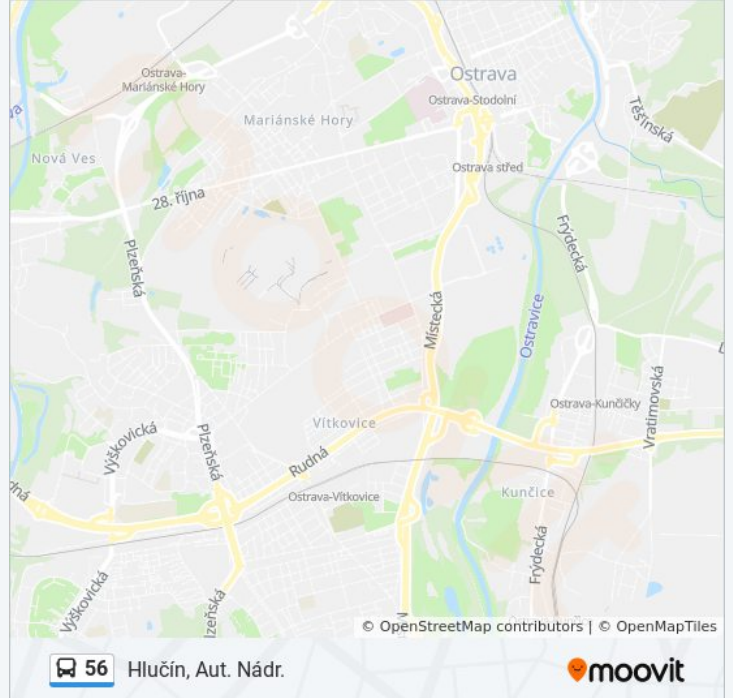 Ostrava-
Mariánské Hory
Ostrava
Ostrava-Stodolní
Těšínská
Mariánské Hory
Nová Ves
Ostrava střed
28. října
Frýdecká
Plzeňská
Místecká
Ostravice
Ostrava-Kunčičky
Vratimovská
Vítkovice
Výškovická
Plzeňská
Rudná
Ostrava-Vítkovice
Kunčice
Frýdecká
Výškovická
© OpenStreetMap contributors | © OpenMapTiles
56 Hlučín, Aut. Nádr.
moovit